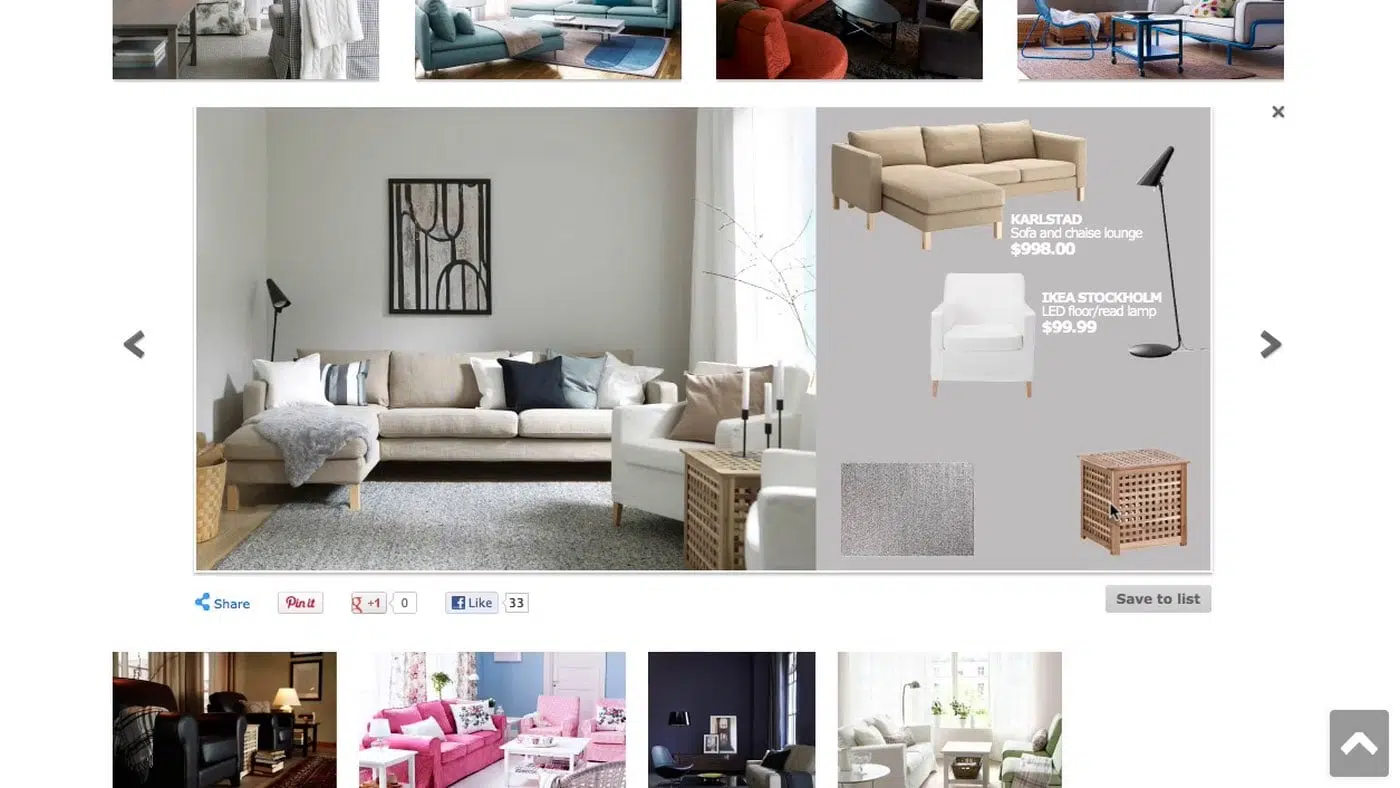 KARLSTAD
Sofa and chaise lounge
$998.00
IKEA STOCKHOLM
LED floor/read lamp
$99.99
Share
Pin it
g +1
0
f Like
33
Save to list